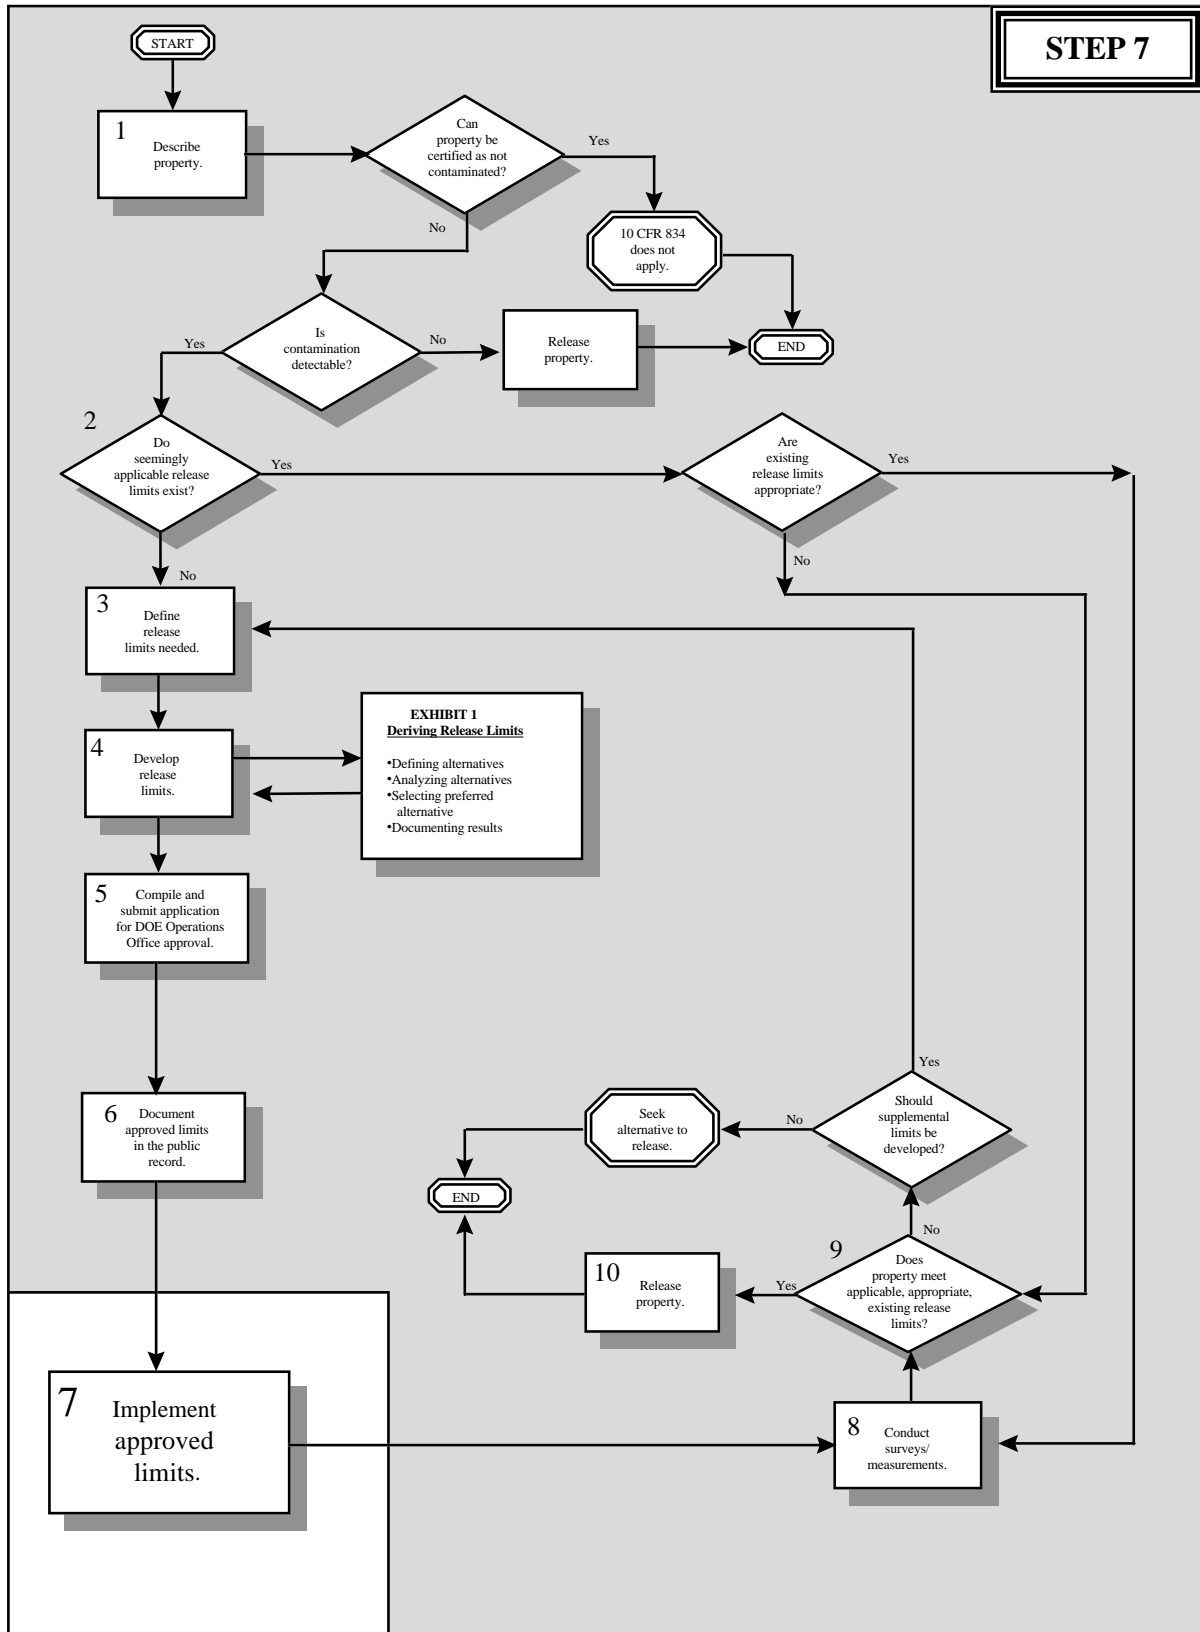 STEP 7
START
1
Describe
property.
Can
property be
certified as not
contaminated?
Yes
No
10 CFR 834
does not
apply.
Is
contamination
detectable?
Yes
No
Release
property.
END
2
Do
seemingly
applicable release
limits exist?
Yes
No
Are
existing
release limits
appropriate?
Yes
No
3
Define
release
limits needed.
4
Develop
release
limits.
EXHIBIT 1
Deriving Release Limits
•Defining alternatives
•Analyzing alternatives
•Selecting preferred
alternative
•Documenting results
5
Compile and
submit application
for DOE Operations
Office approval.
6
Document
approved limits
in the public
record.
Yes
Should
supplemental
limits be
developed?
No
Seek
alternative to
release.
END
No
9
Does
property meet
applicable, appropriate,
existing release
limits?
Yes
10
Release
property.
7
Implement
approved
limits.
8
Conduct
surveys/
measurements.